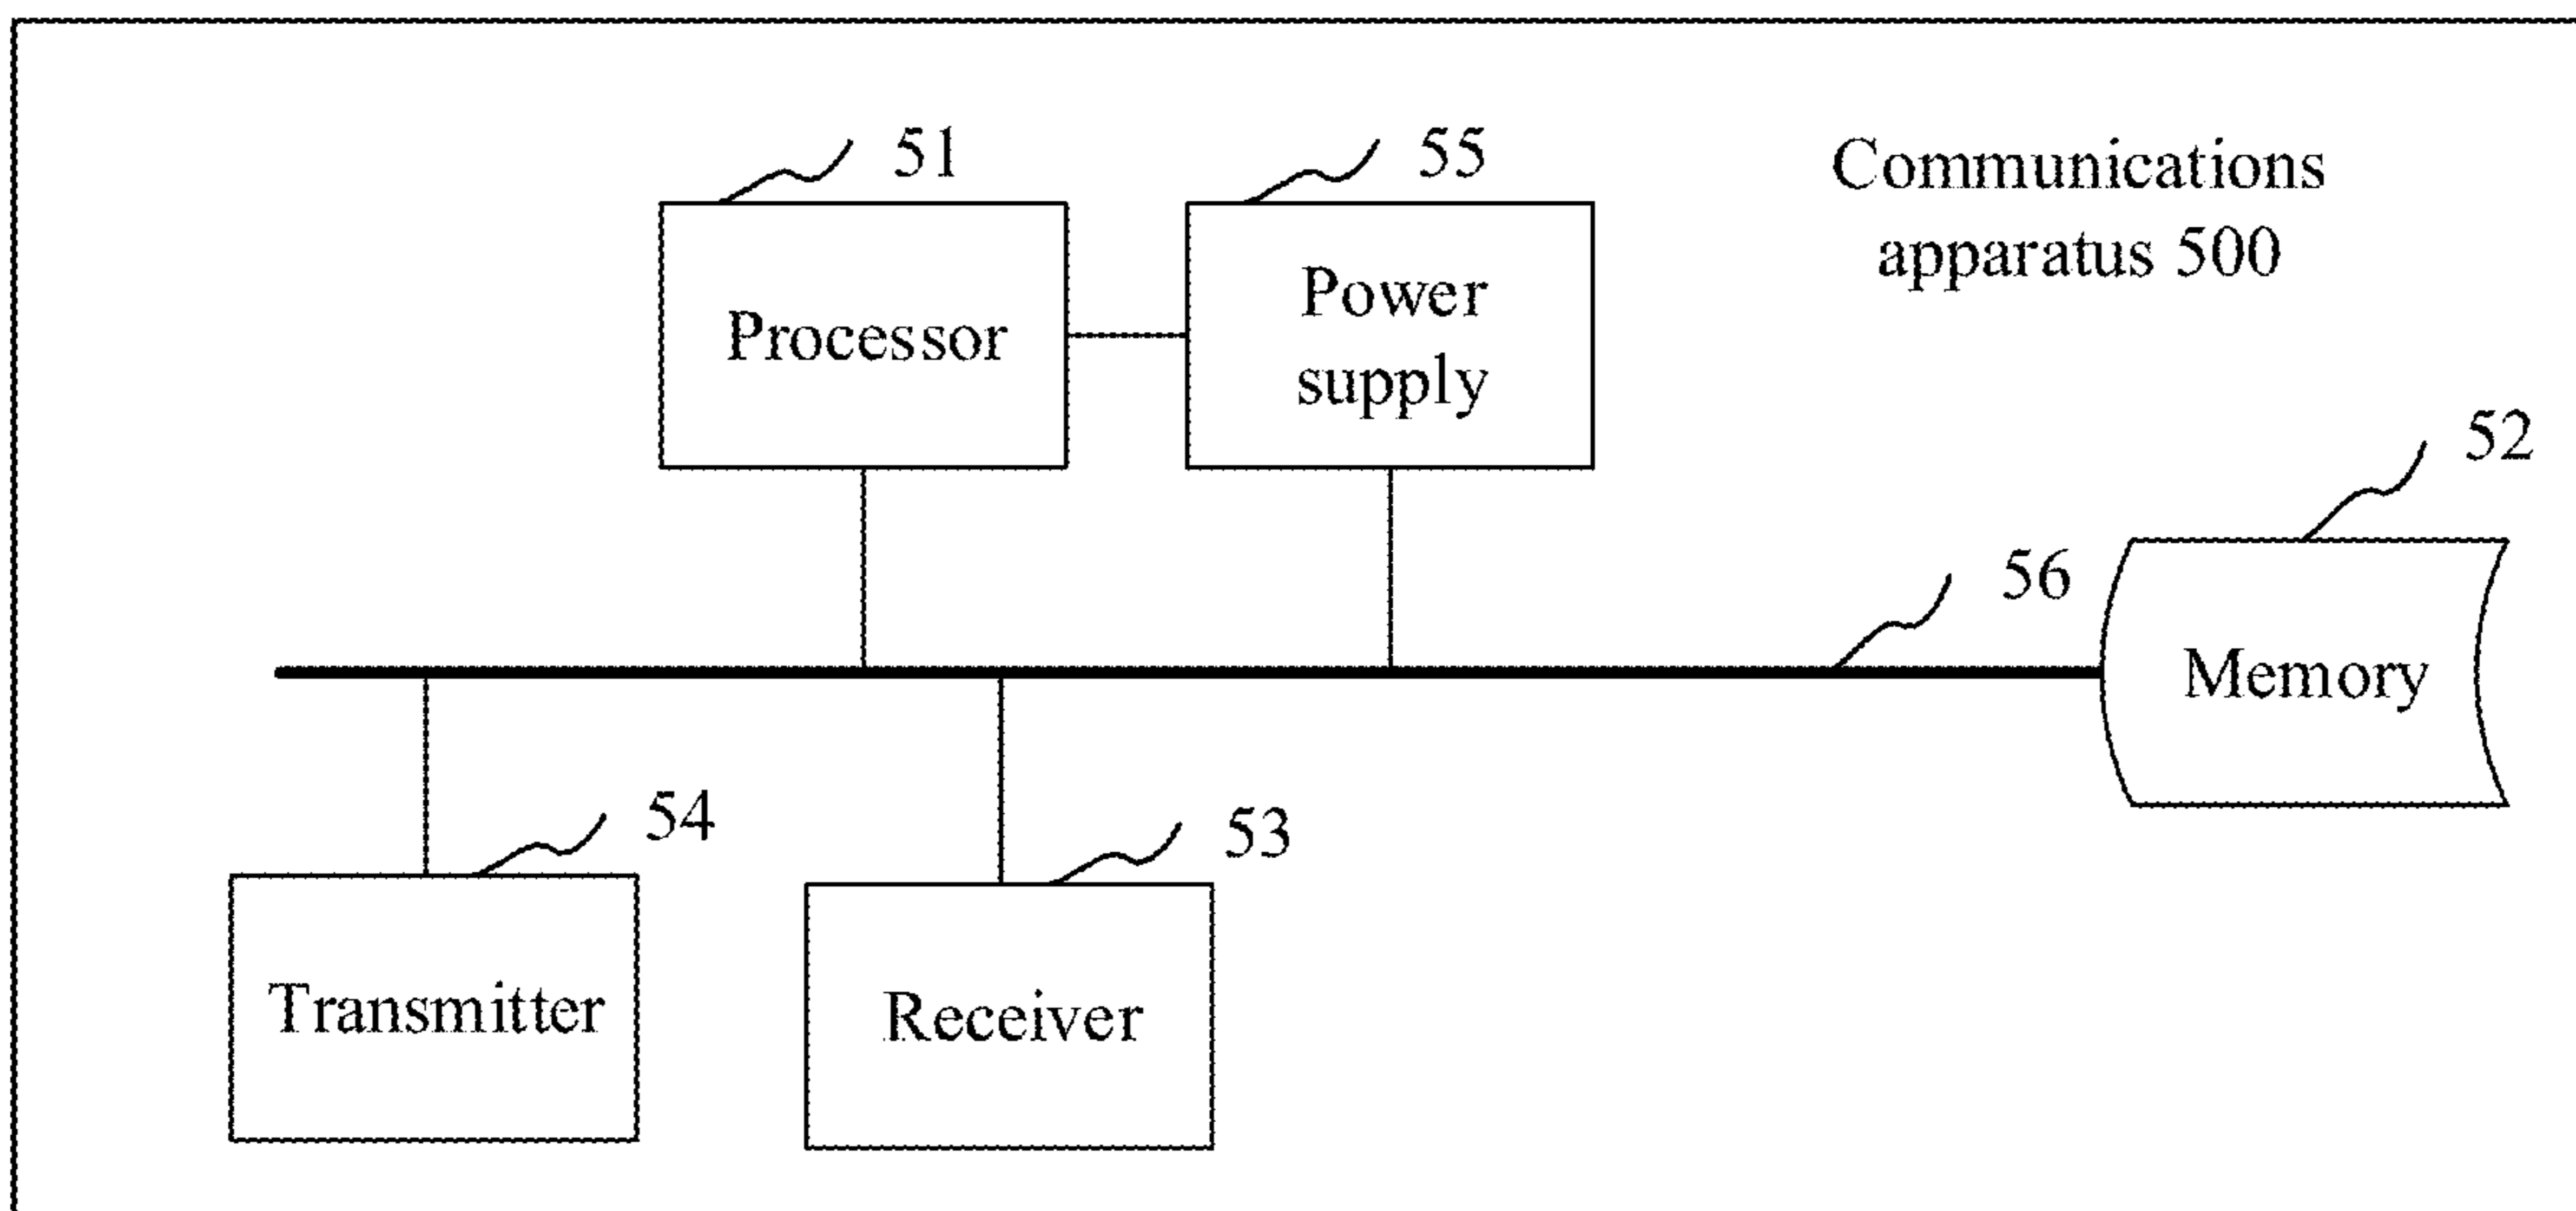 51
55
Communications
apparatus 500
Processor
Power
supply
52
56
Memory
54
53
Transmitter
Receiver